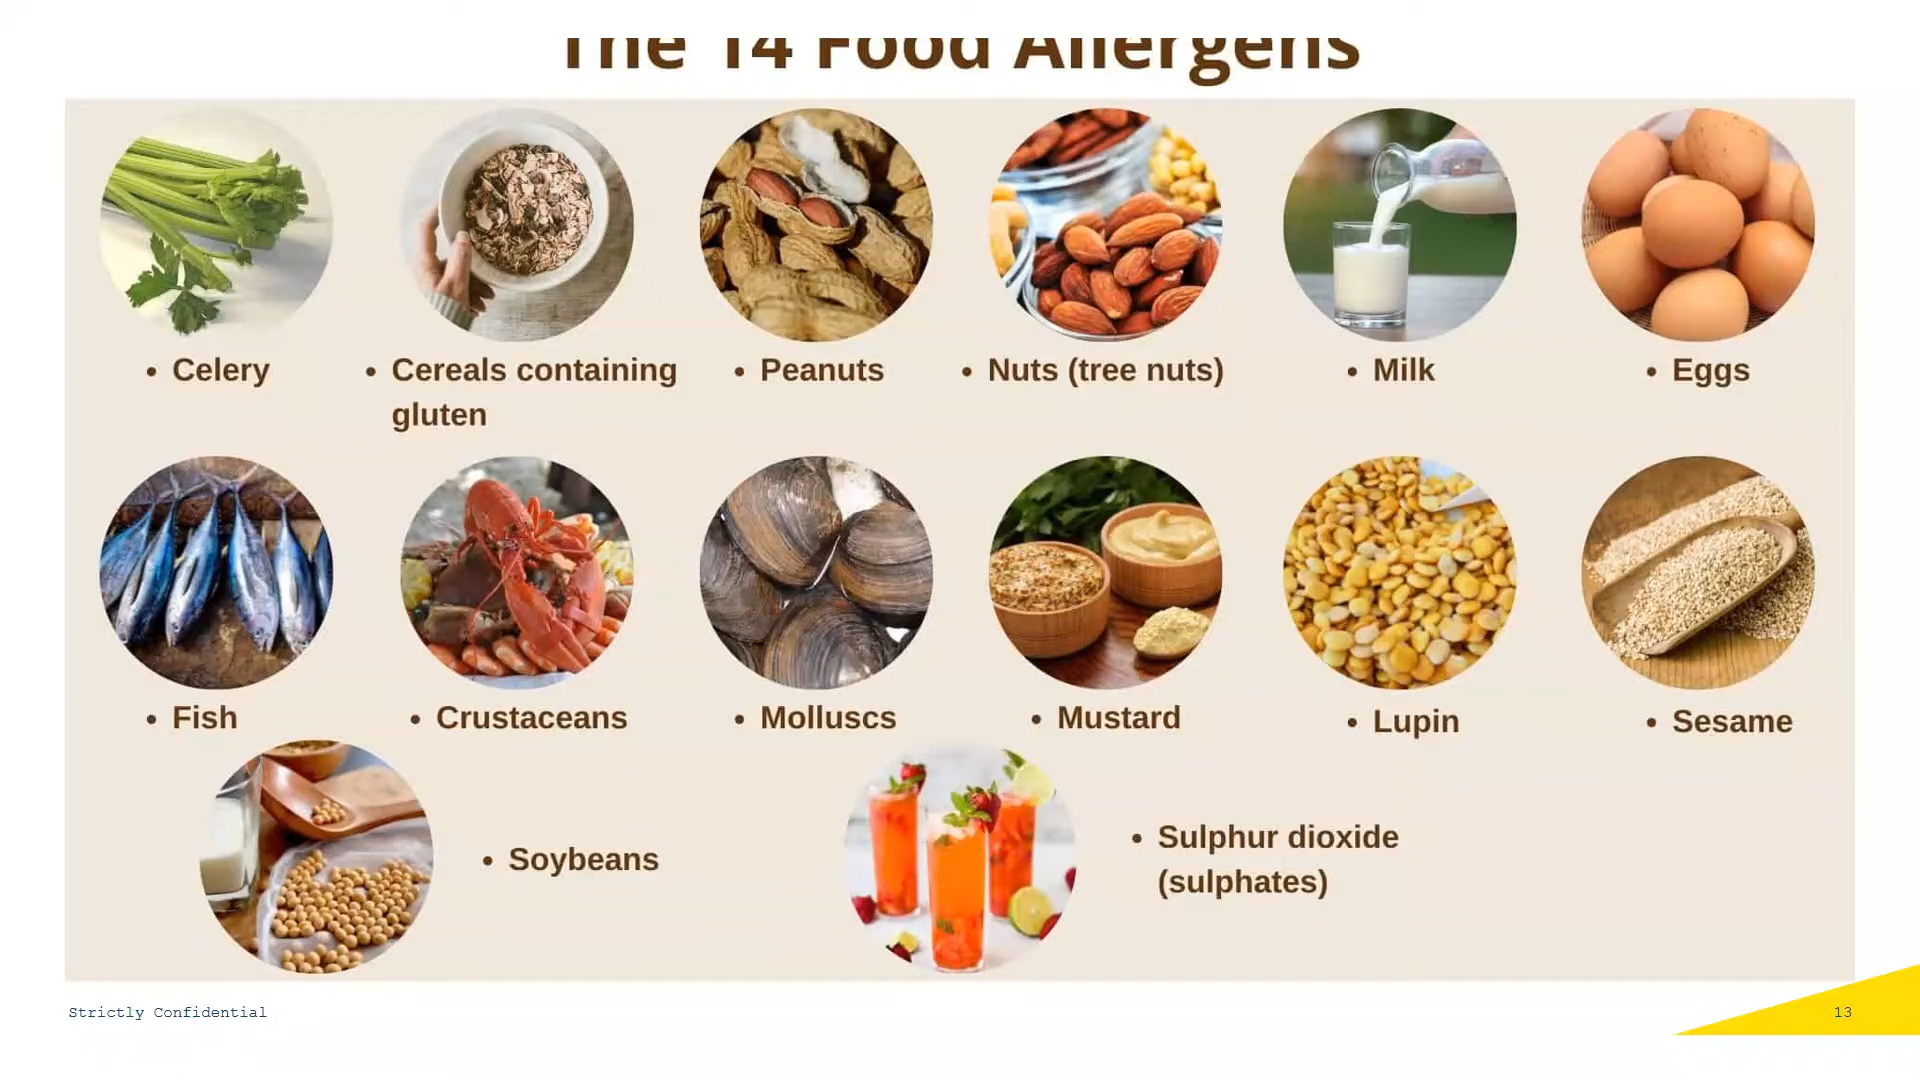 The 14 Food Allergens
• Celery
• Cereals containing
gluten
• Peanuts
• Nuts (tree nuts)
• Milk
• Eggs
• Fish
• Crustaceans
• Molluscs
• Mustard
• Lupin
• Sesame
• Soybeans
• Sulphur dioxide
(sulphates)
Strictly Confidential
13